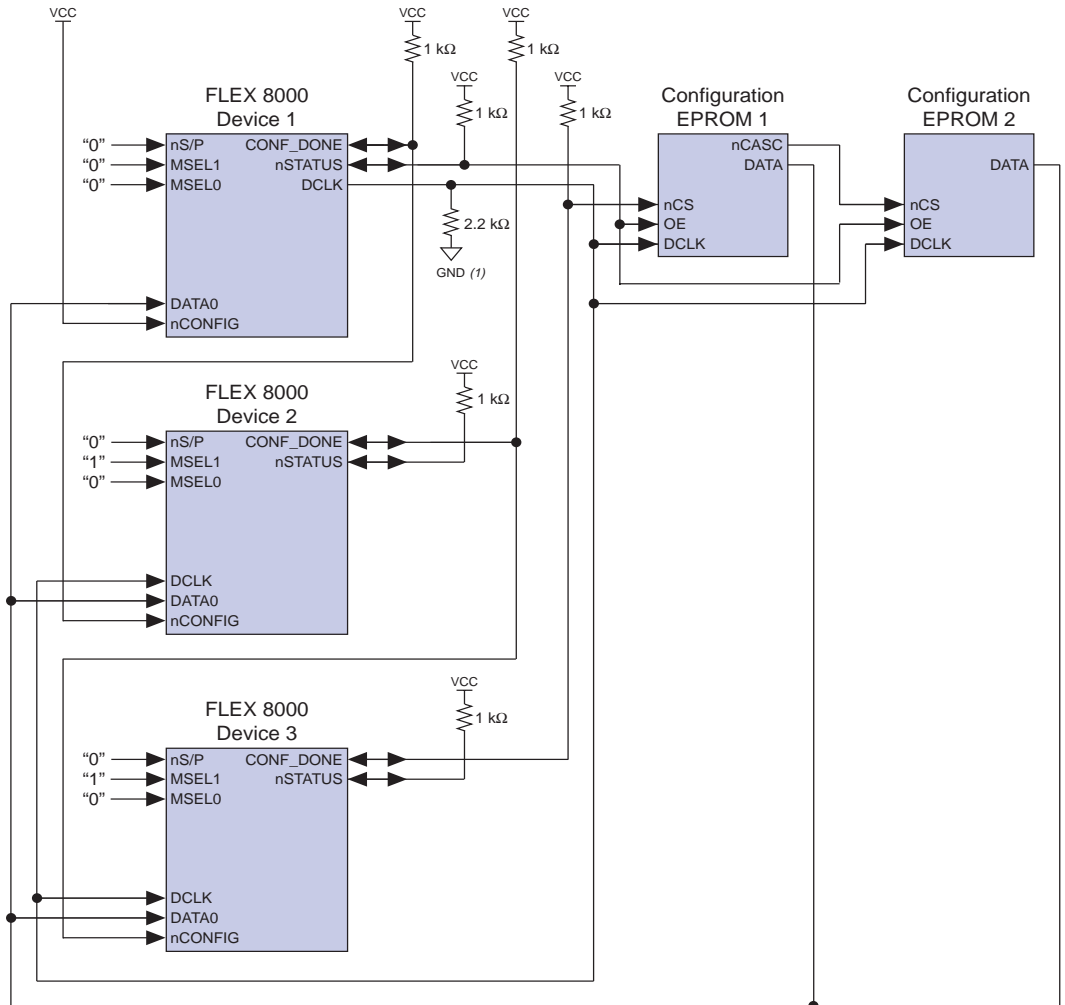 VCC
VCC
VCC
1 kΩ
1 kΩ
VCC
1 kΩ
VCC
1 kΩ
FLEX 8000
Device 1
“0”
“0”
“0”
nS/P
MSEL1
MSEL0
CONF_DONE
nSTATUS
DCLK
DATA0
nCONFIG
2.2 kΩ
GND (1)
Configuration
EPROM 1
nCASC
DATA
nCS
OE
DCLK
Configuration
EPROM 2
DATA
nCS
OE
DCLK
FLEX 8000
Device 2
VCC
1 kΩ
“0”
“1”
“0”
nS/P
MSEL1
MSEL0
CONF_DONE
nSTATUS
DCLK
DATA0
nCONFIG
FLEX 8000
Device 3
VCC
1 kΩ
“0”
“1”
“0”
nS/P
MSEL1
MSEL0
CONF_DONE
nSTATUS
DCLK
DATA0
nCONFIG